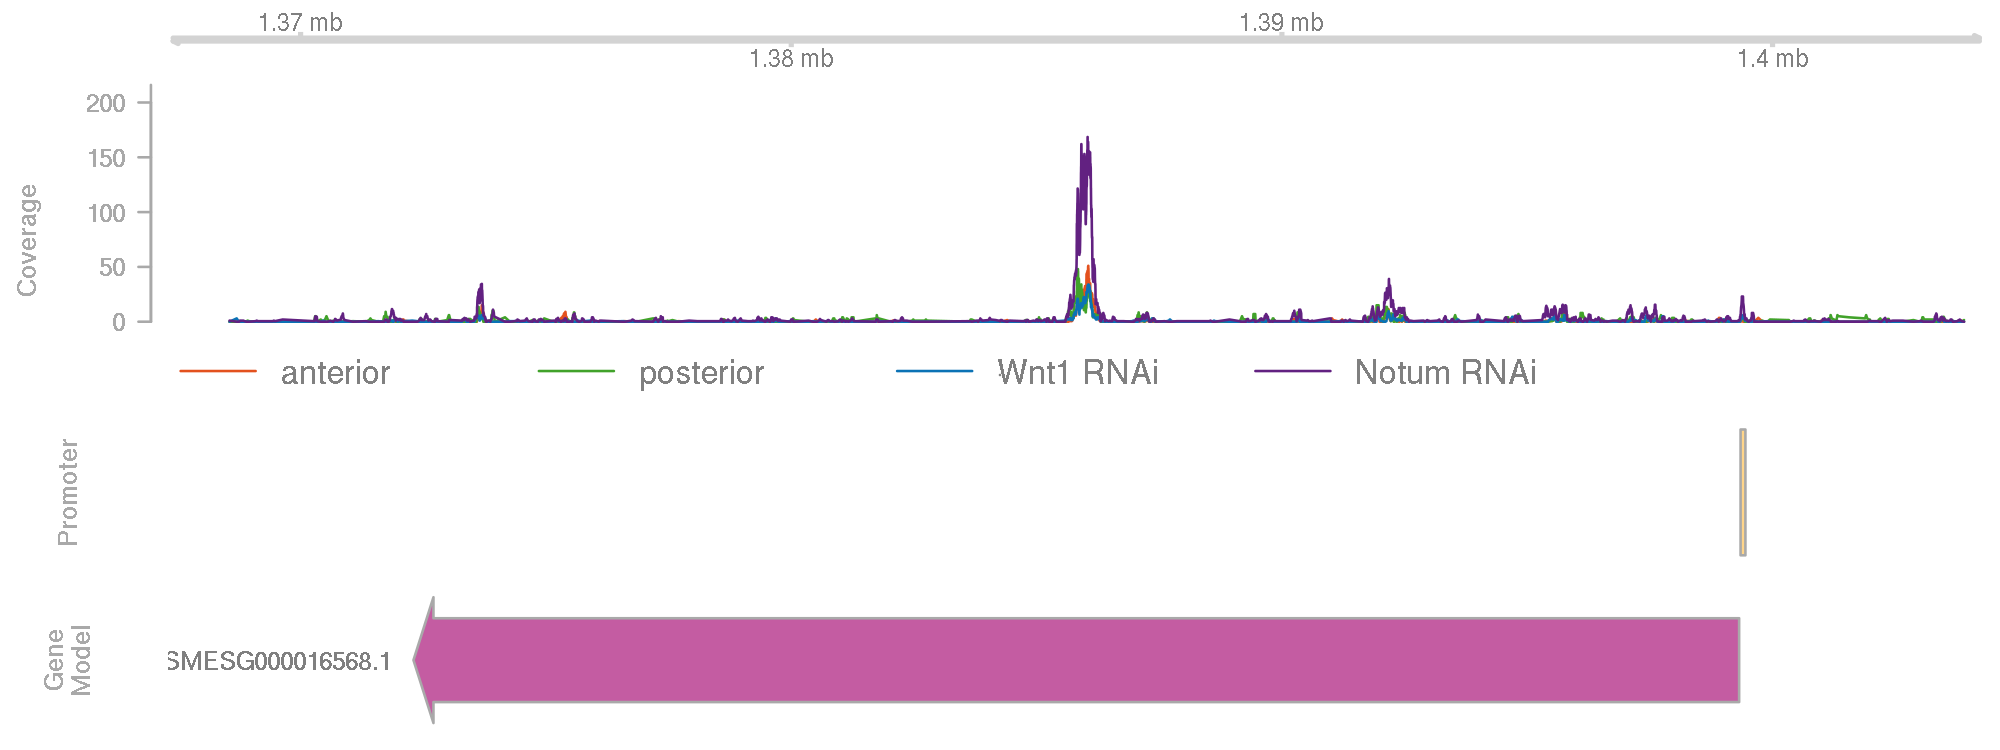 1.37 mb
1.39 mb
1.38 mb
1.4 mb
Coverage
200
150
100
50
0
anterior
posterior
Wnt1 RNAi
Notum RNAi
Promoter
Gene
Model
SMESG000016568.1